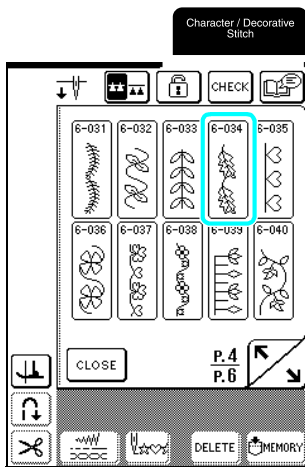 Character / Decorative
Stitch
CHECK
6-031 6-032 6-033 6-034 6-035
6-036 6-037 6-038 6-039 6-040
CLOSE
P.4
P.6
DELETE MEMORY